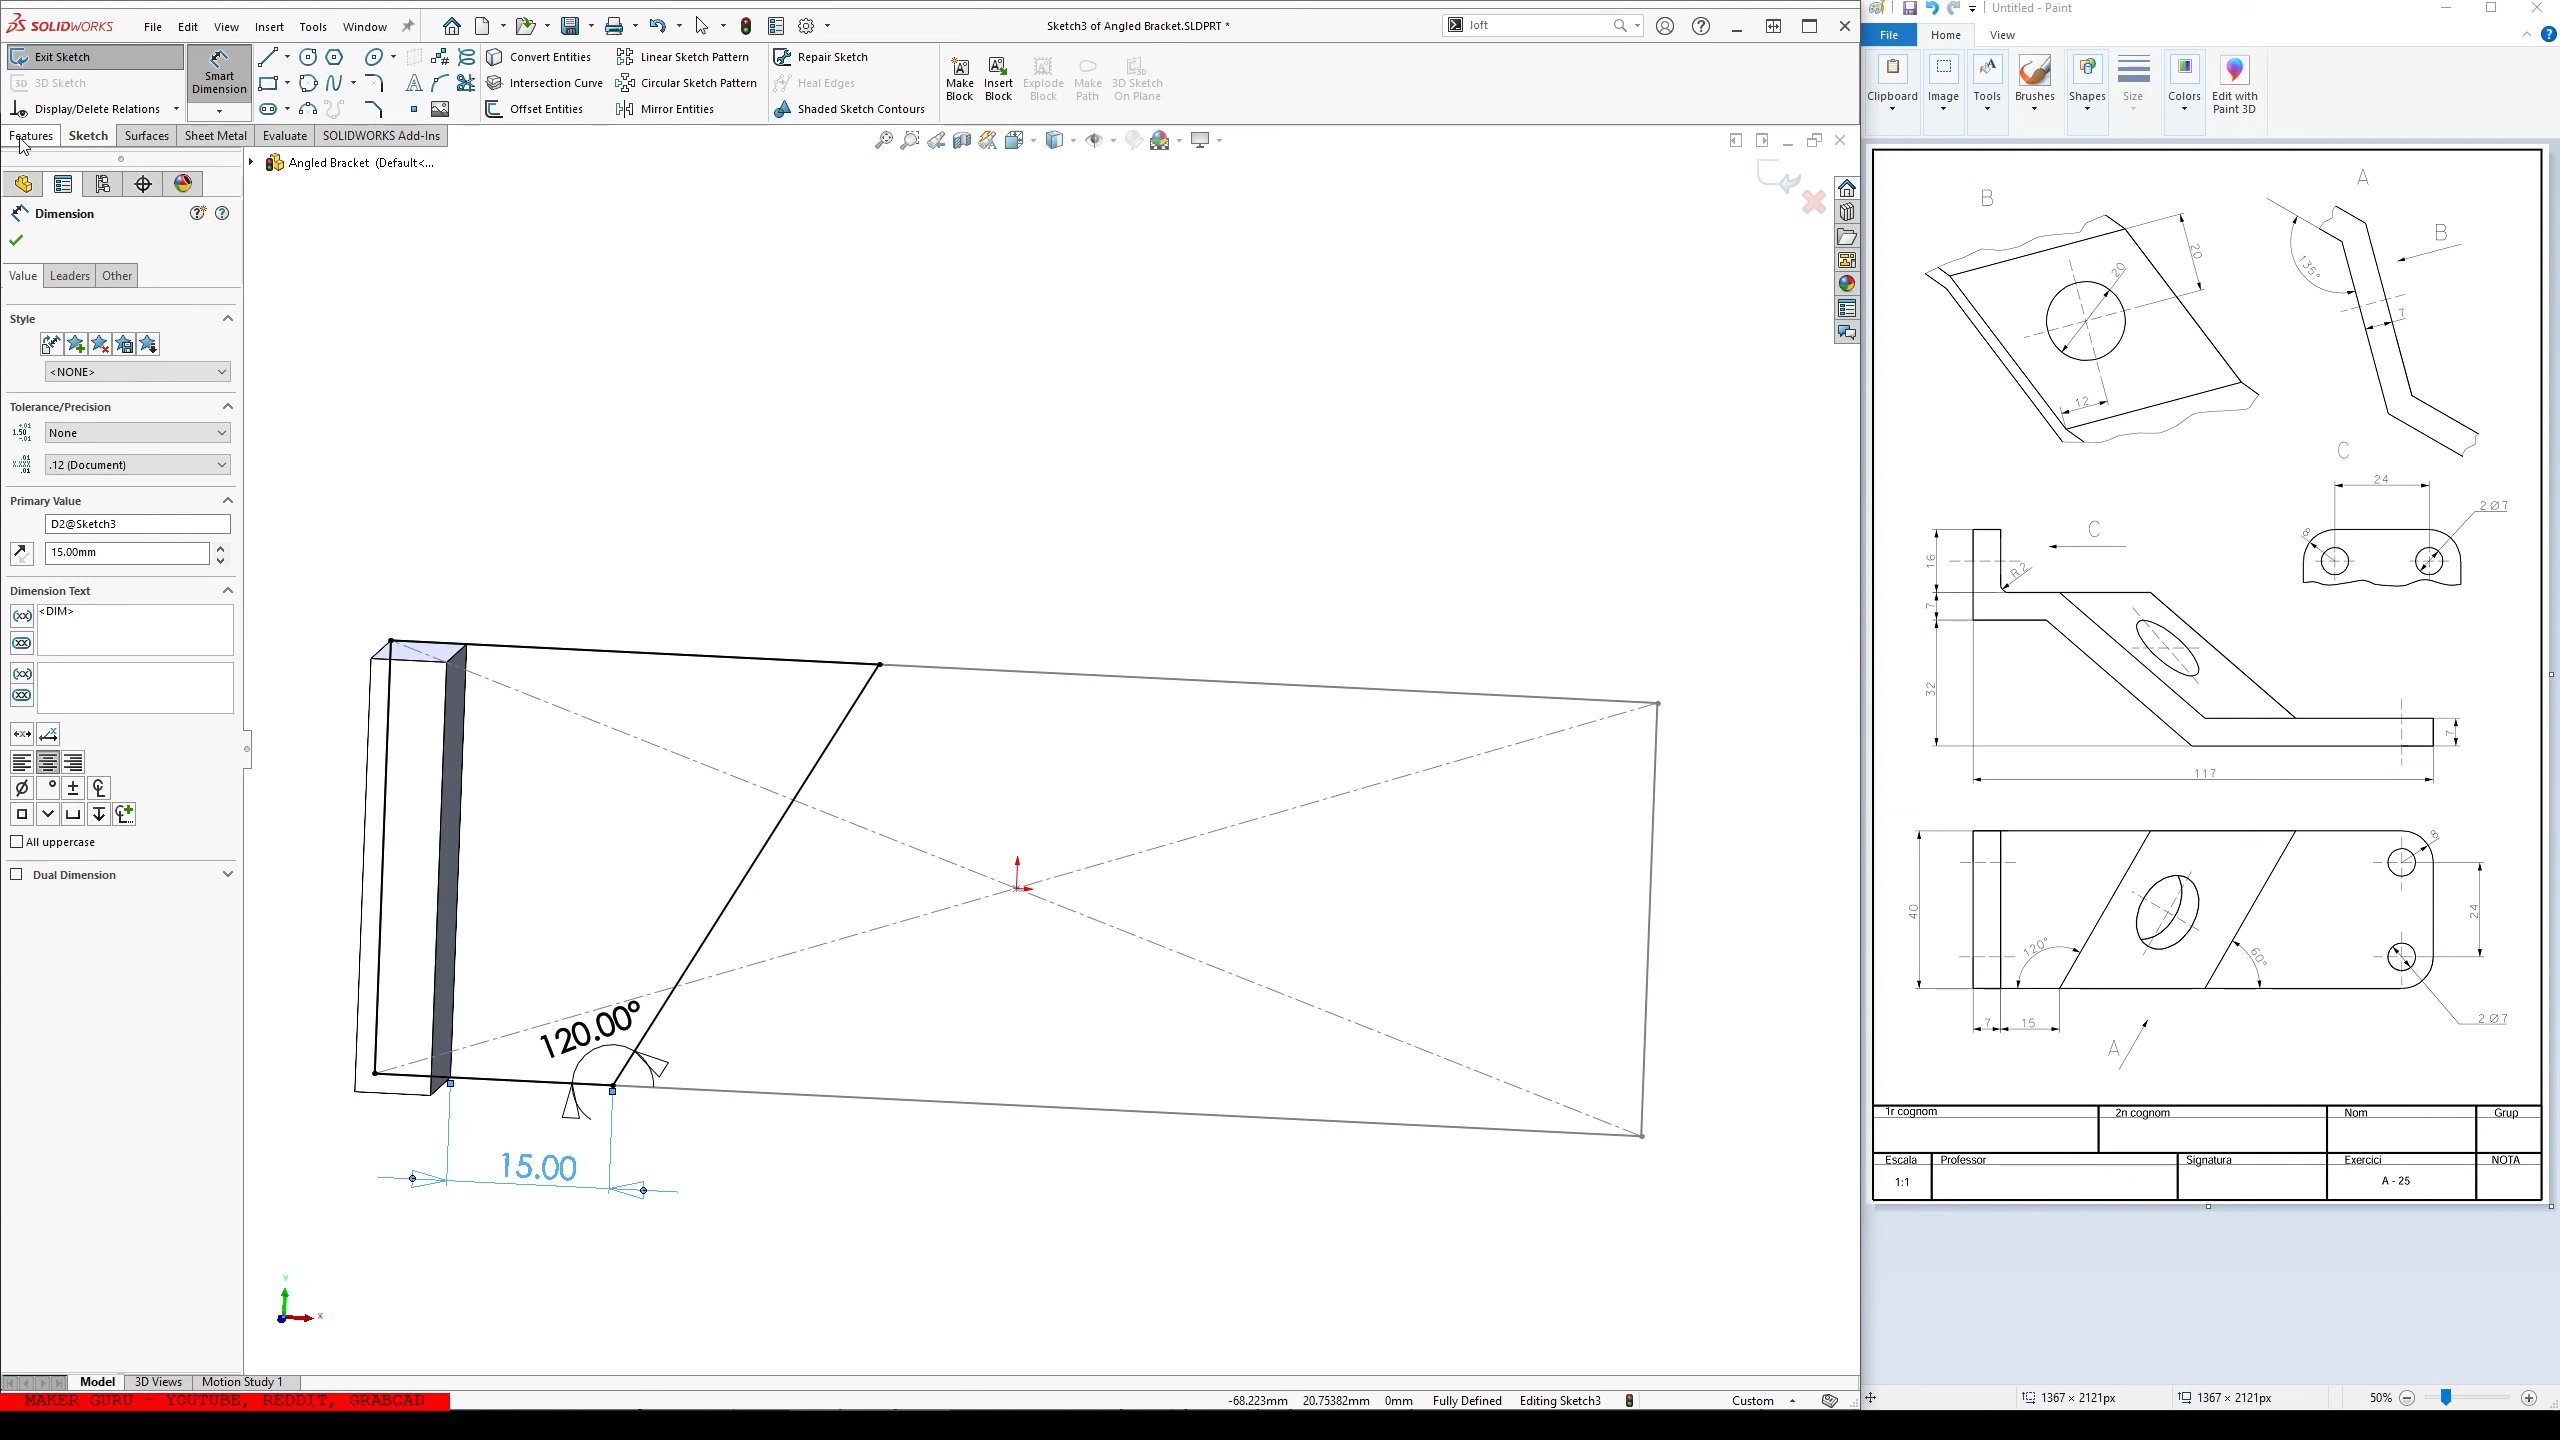 SOLIDWORKS File Edit View Insert Tools Window
Sketch3 of Angled Bracket.SLDPRT *
loft
Exit Sketch
3D Sketch
Display/Delete Relations
Smart Dimension
Convert Entities
Intersection Curve
Offset Entities
Linear Sketch Pattern
Circular Sketch Pattern
Mirror Entities
Repair Sketch
Heal Edges
Shaded Sketch Contours
Make Block
Insert Block
Explode Block
Make Path
3D Sketch On Plane
Features Sketch Surfaces Sheet Metal Evaluate SOLIDWORKS Add-Ins
Angled Bracket (Default<...
Dimension
Value Leaders Other
Style
<NONE>
Tolerance/Precision
None
.12 (Document)
Primary Value
D2@Sketch3
15.00mm
Dimension Text
<DIM>
All uppercase
Dual Dimension
120.00°
15.00
Y
X
Model 3D Views Motion Study 1
MAKER GURU - YOUTUBE, REDDIT, GRABCAD
-68.223mm 20.75382mm 0mm Fully Defined Editing Sketch3
Custom
Untitled - Paint
File Home View
Clipboard
Image
Tools
Brushes
Shapes
Size
Colors
Edit with Paint 3D
B
A
20
20
12
135°
B
7
C
24
2Ø7
8
C
16
7
32
R2
7
117
40
120°
60°
8
24
7
15
2Ø7
A
1r cognom
2n cognom
Nom
Grup
Escala
Professor
Signatura
Exercici
NOTA
1:1
A - 25
1367 × 2121px
1367 × 2121px
50%